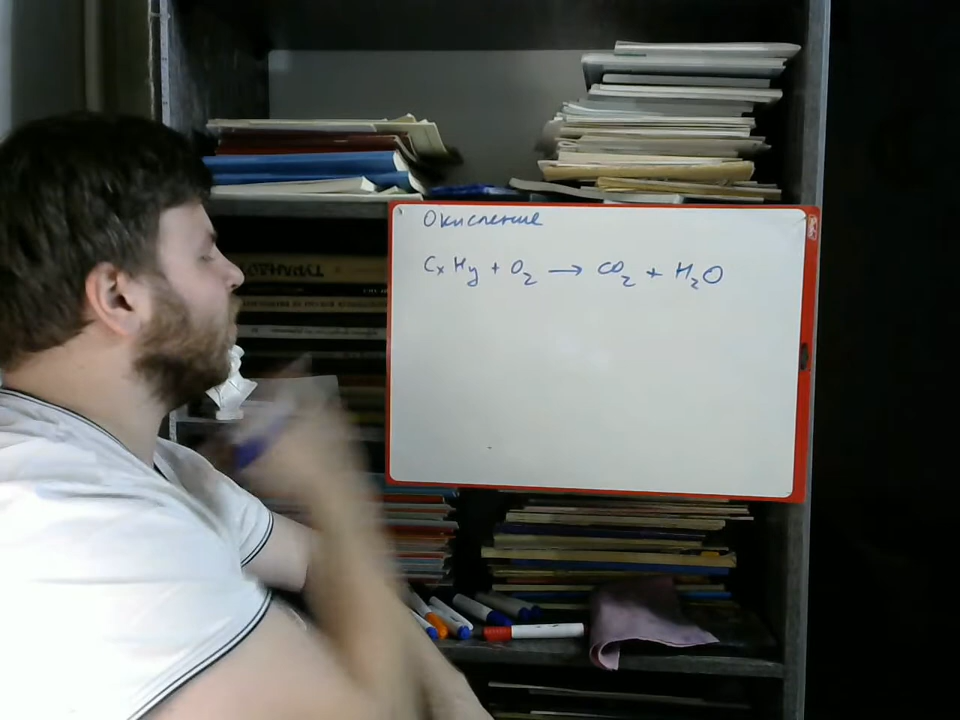 Окисление
CxHy + O2 → CO2 + H2O